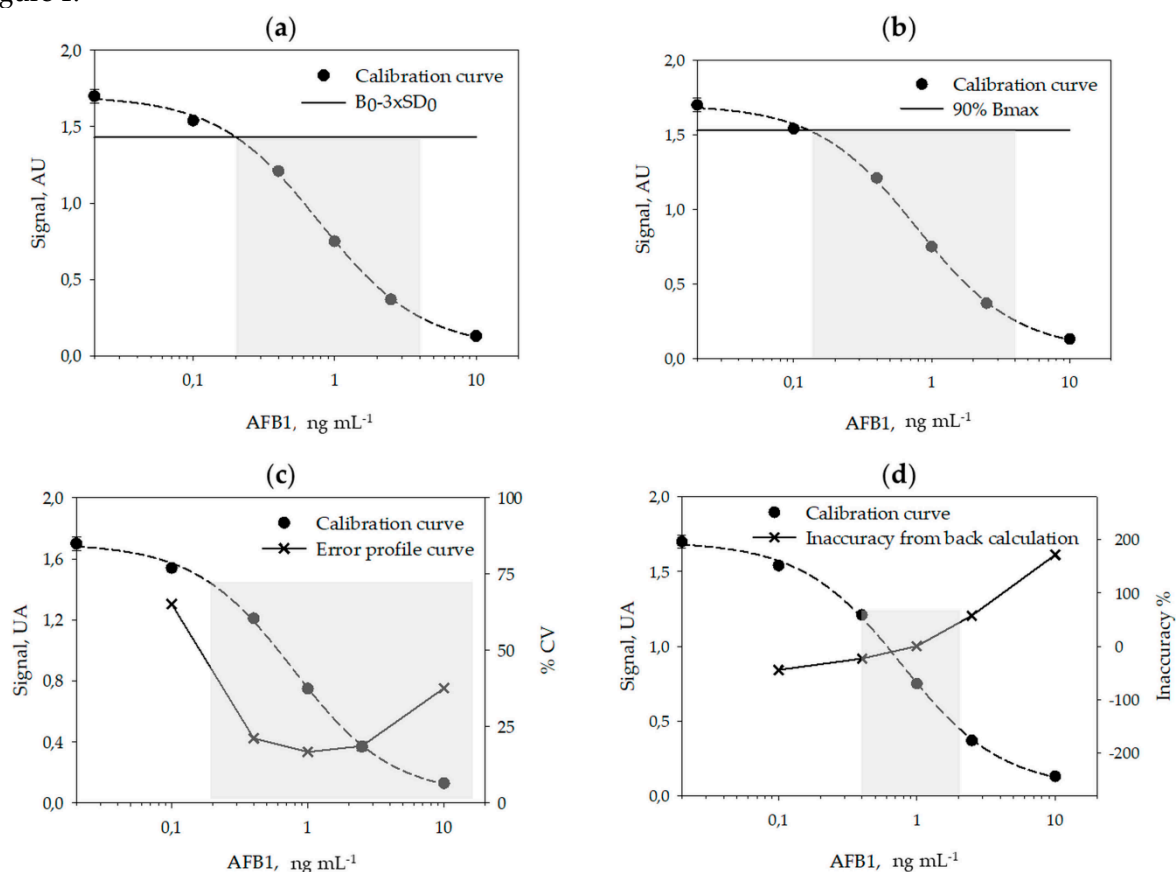 (a)
2,0
1,5
1,0
0,5
0,0
Signal, AU
Calibration curve
B0-3xSD0
0,1
1
10
AFB1, ng mL-1
(b)
2,0
1,5
1,0
0,5
0,0
Signal, AU
Calibration curve
90% Bmax
0,1
1
10
AFB1, ng mL-1
(c)
2,0
1,6
1,2
0,8
0,4
0,0
Signal, UA
Calibration curve
Error profile curve
100
75
50
25
0
% CV
0,1
1
10
AFB1, ng mL-1
(d)
2,0
1,5
1,0
0,5
0,0
Signal, UA
Calibration curve
Inaccuracy from back calculation
200
100
0
-100
-200
Inaccuracy %
0,1
1
10
AFB1, ng mL-1